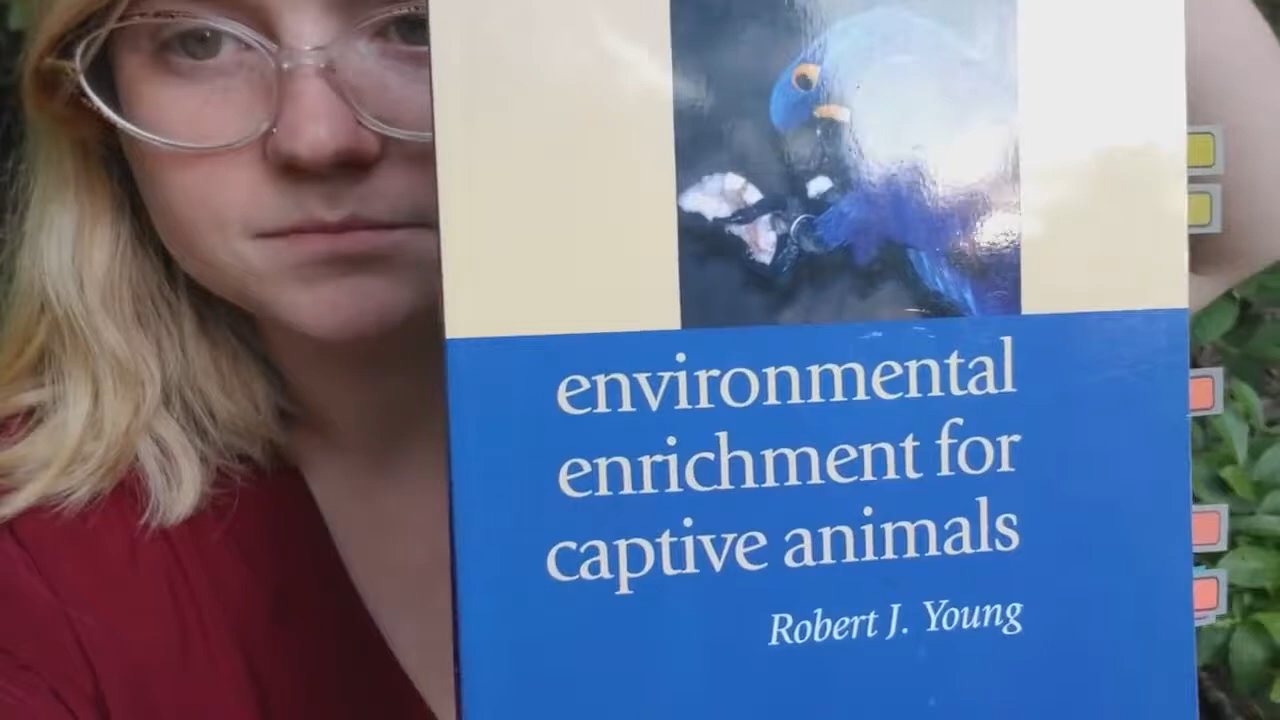 environmental
enrichment for
captive animals
Robert J. Young